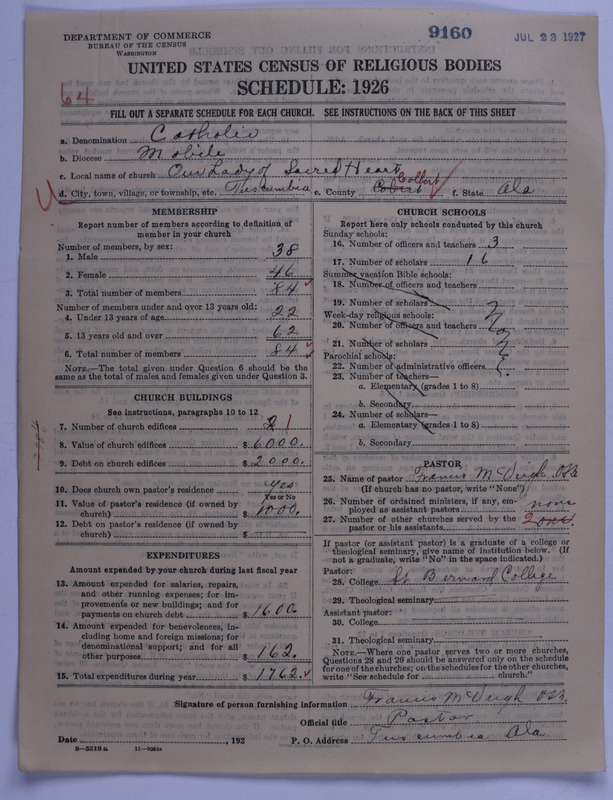 DEPARTMENT OF COMMERCE
BUREAU OF THE CENSUS
WASHINGTON
9160
JUL 23 1927
UNITED STATES CENSUS OF RELIGIOUS BODIES
64
SCHEDULE: 1926
FILL OUT A SEPARATE SCHEDULE FOR EACH CHURCH. SEE INSTRUCTIONS ON THE BACK OF THIS SHEET
a. Denomination Catholic
b. Diocese Mobile
c. Local name of church Our Lady of Sacred Heart
d. City, town, village, or township, etc. Tuscumbia e. County Colbert f. State Ala
MEMBERSHIP
Report number of members according to definition of member in your church
Number of members, by sex:
1. Male 38
2. Female 46
3. Total number of members 84
Number of members under and over 13 years old:
4. Under 13 years of age 22
5. 13 years old and over 62
6. Total number of members 84
NOTE.—The total given under Question 6 should be same as the total of males and females given under Question 3.
CHURCH BUILDINGS
See instructions, paragraphs 10 to 12
7. Number of church edifices 1
8. Value of church edifices $ 6000.
9. Debt on church edifices $ 2000.
10. Does church own pastor's residence yes
Yes or No
11. Value of pastor's residence (if owned by church) $ 1000.
12. Debt on pastor's residence (if owned by church) $
EXPENDITURES
Amount expended by your church during last fiscal year
13. Amount expended for salaries, repairs, and other running expenses; for improvements or new buildings; and for payments on church debt $ 1600.
14. Amount expended for benevolences, including home and foreign missions; for denominational support; and for all other purposes $ 162.
15. Total expenditures during year $ 1762.
CHURCH SCHOOLS
Report here only schools conducted by this church
Sunday schools:
16. Number of officers and teachers 3
17. Number of scholars 16
Summer vacation Bible schools:
18. Number of officers and teachers
19. Number of scholars
Week-day religious schools:
20. Number of officers and teachers
21. Number of scholars
Parochial schools:
22. Number of administrative officers
23. Number of teachers—
a. Elementary (grades 1 to 8)
b. Secondary
24. Number of scholars—
a. Elementary (grades 1 to 8)
b. Secondary
PASTOR
25. Name of pastor Francis McVeigh OSB
(If church has no pastor, write "None")
26. Number of ordained ministers, if any, employed as assistant pastors none
27. Number of other churches served by the pastor or his assistants 2
If pastor (or assistant pastor) is a graduate of a college or theological seminary, give name of institution below. (If not a graduate, write "No" in the space indicated.)
Pastor:
28. College St Bernard College
29. Theological seminary
Assistant pastor:
30. College
31. Theological seminary
NOTE.—Where one pastor serves two or more churches, Questions 28 and 29 should be answered only on the schedule for one of the churches; on the schedules for the other churches, write "See schedule for church."
Signature of person furnishing information Francis McVeigh OSB.
Official title Pastor
Date , 192 P. O. Address Tuscumbia Ala
8—5518 a